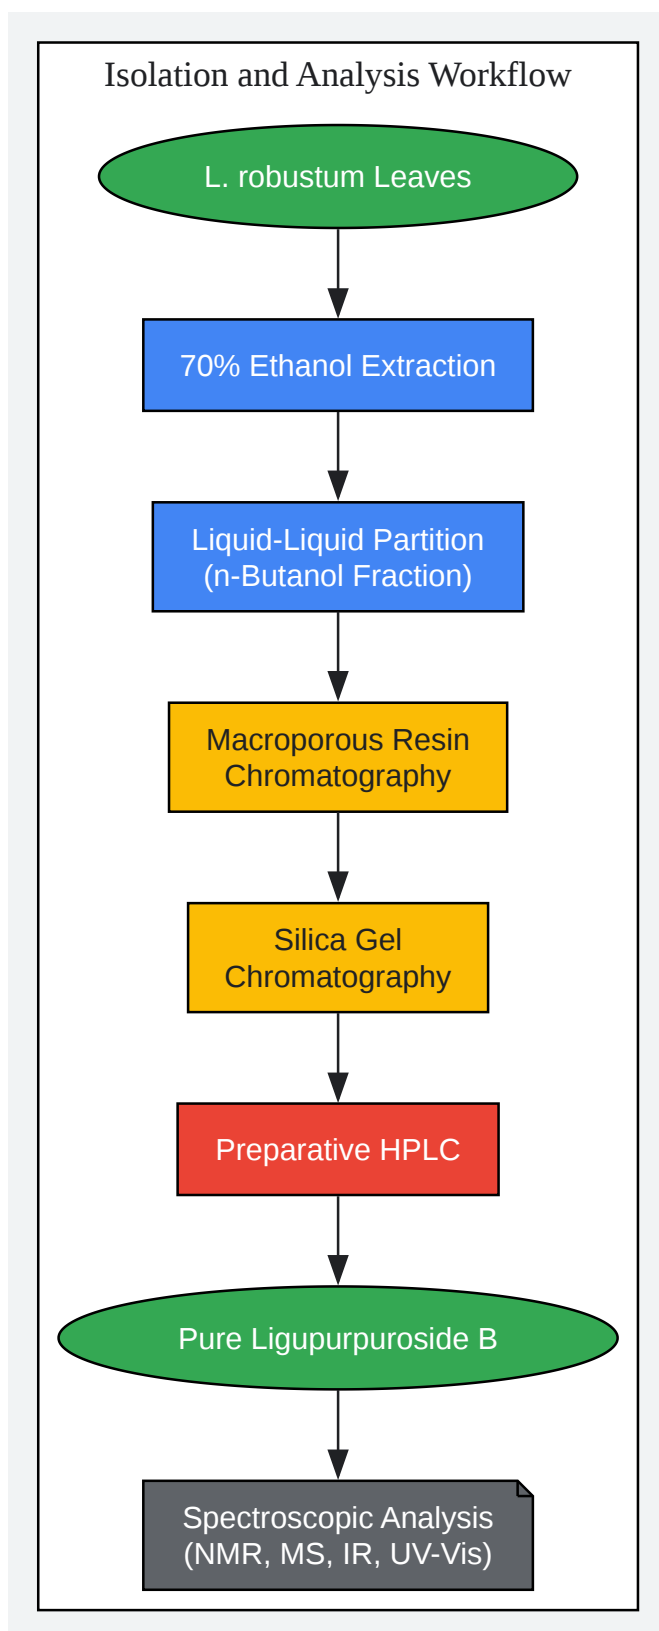 Isolation and Analysis Workflow
L. robustum Leaves
70% Ethanol Extraction
Liquid-Liquid Partition
(n-Butanol Fraction)
Macroporous Resin
Chromatography
Silica Gel
Chromatography
Preparative HPLC
Pure Ligupurpuroside B
Spectroscopic Analysis
(NMR, MS, IR, UV-Vis)